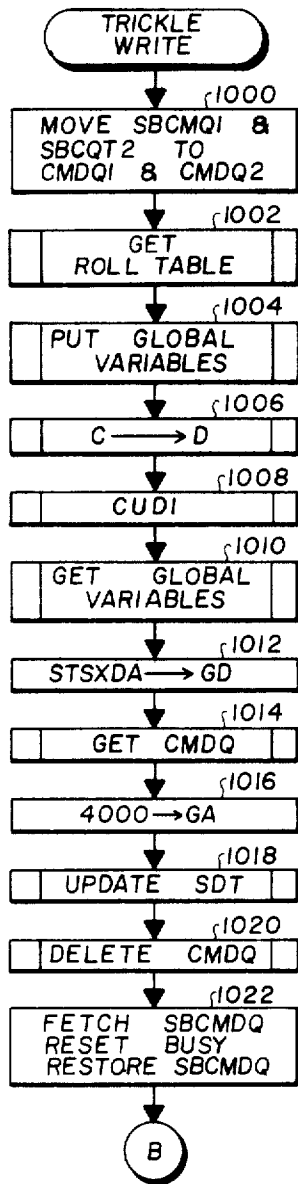 TRICKLE
WRITE
1000
MOVE SBCMQ1 &
SBCQT2 TO
CMDQ1 & CMDQ2
1002
GET
ROLL TABLE
1004
PUT GLOBAL
VARIABLES
1006
C → D
1008
CUDI
1010
GET GLOBAL
VARIABLES
1012
STSXDA → GD
1014
GET CMDQ
1016
4000 → GA
1018
UPDATE SDT
1020
DELETE CMDQ
1022
FETCH SBCMDQ
RESET BUSY
RESTORE SBCMDQ
B